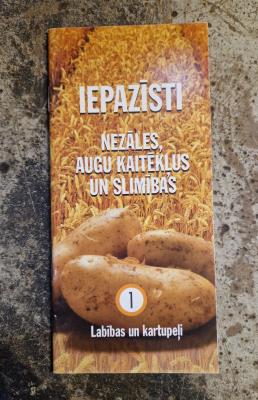 IEPAZĪSTI
NEZĀLES,
AUGU KAITĒKĻUS
UN SLIMĪBAS
1
Labības un kartupeļi